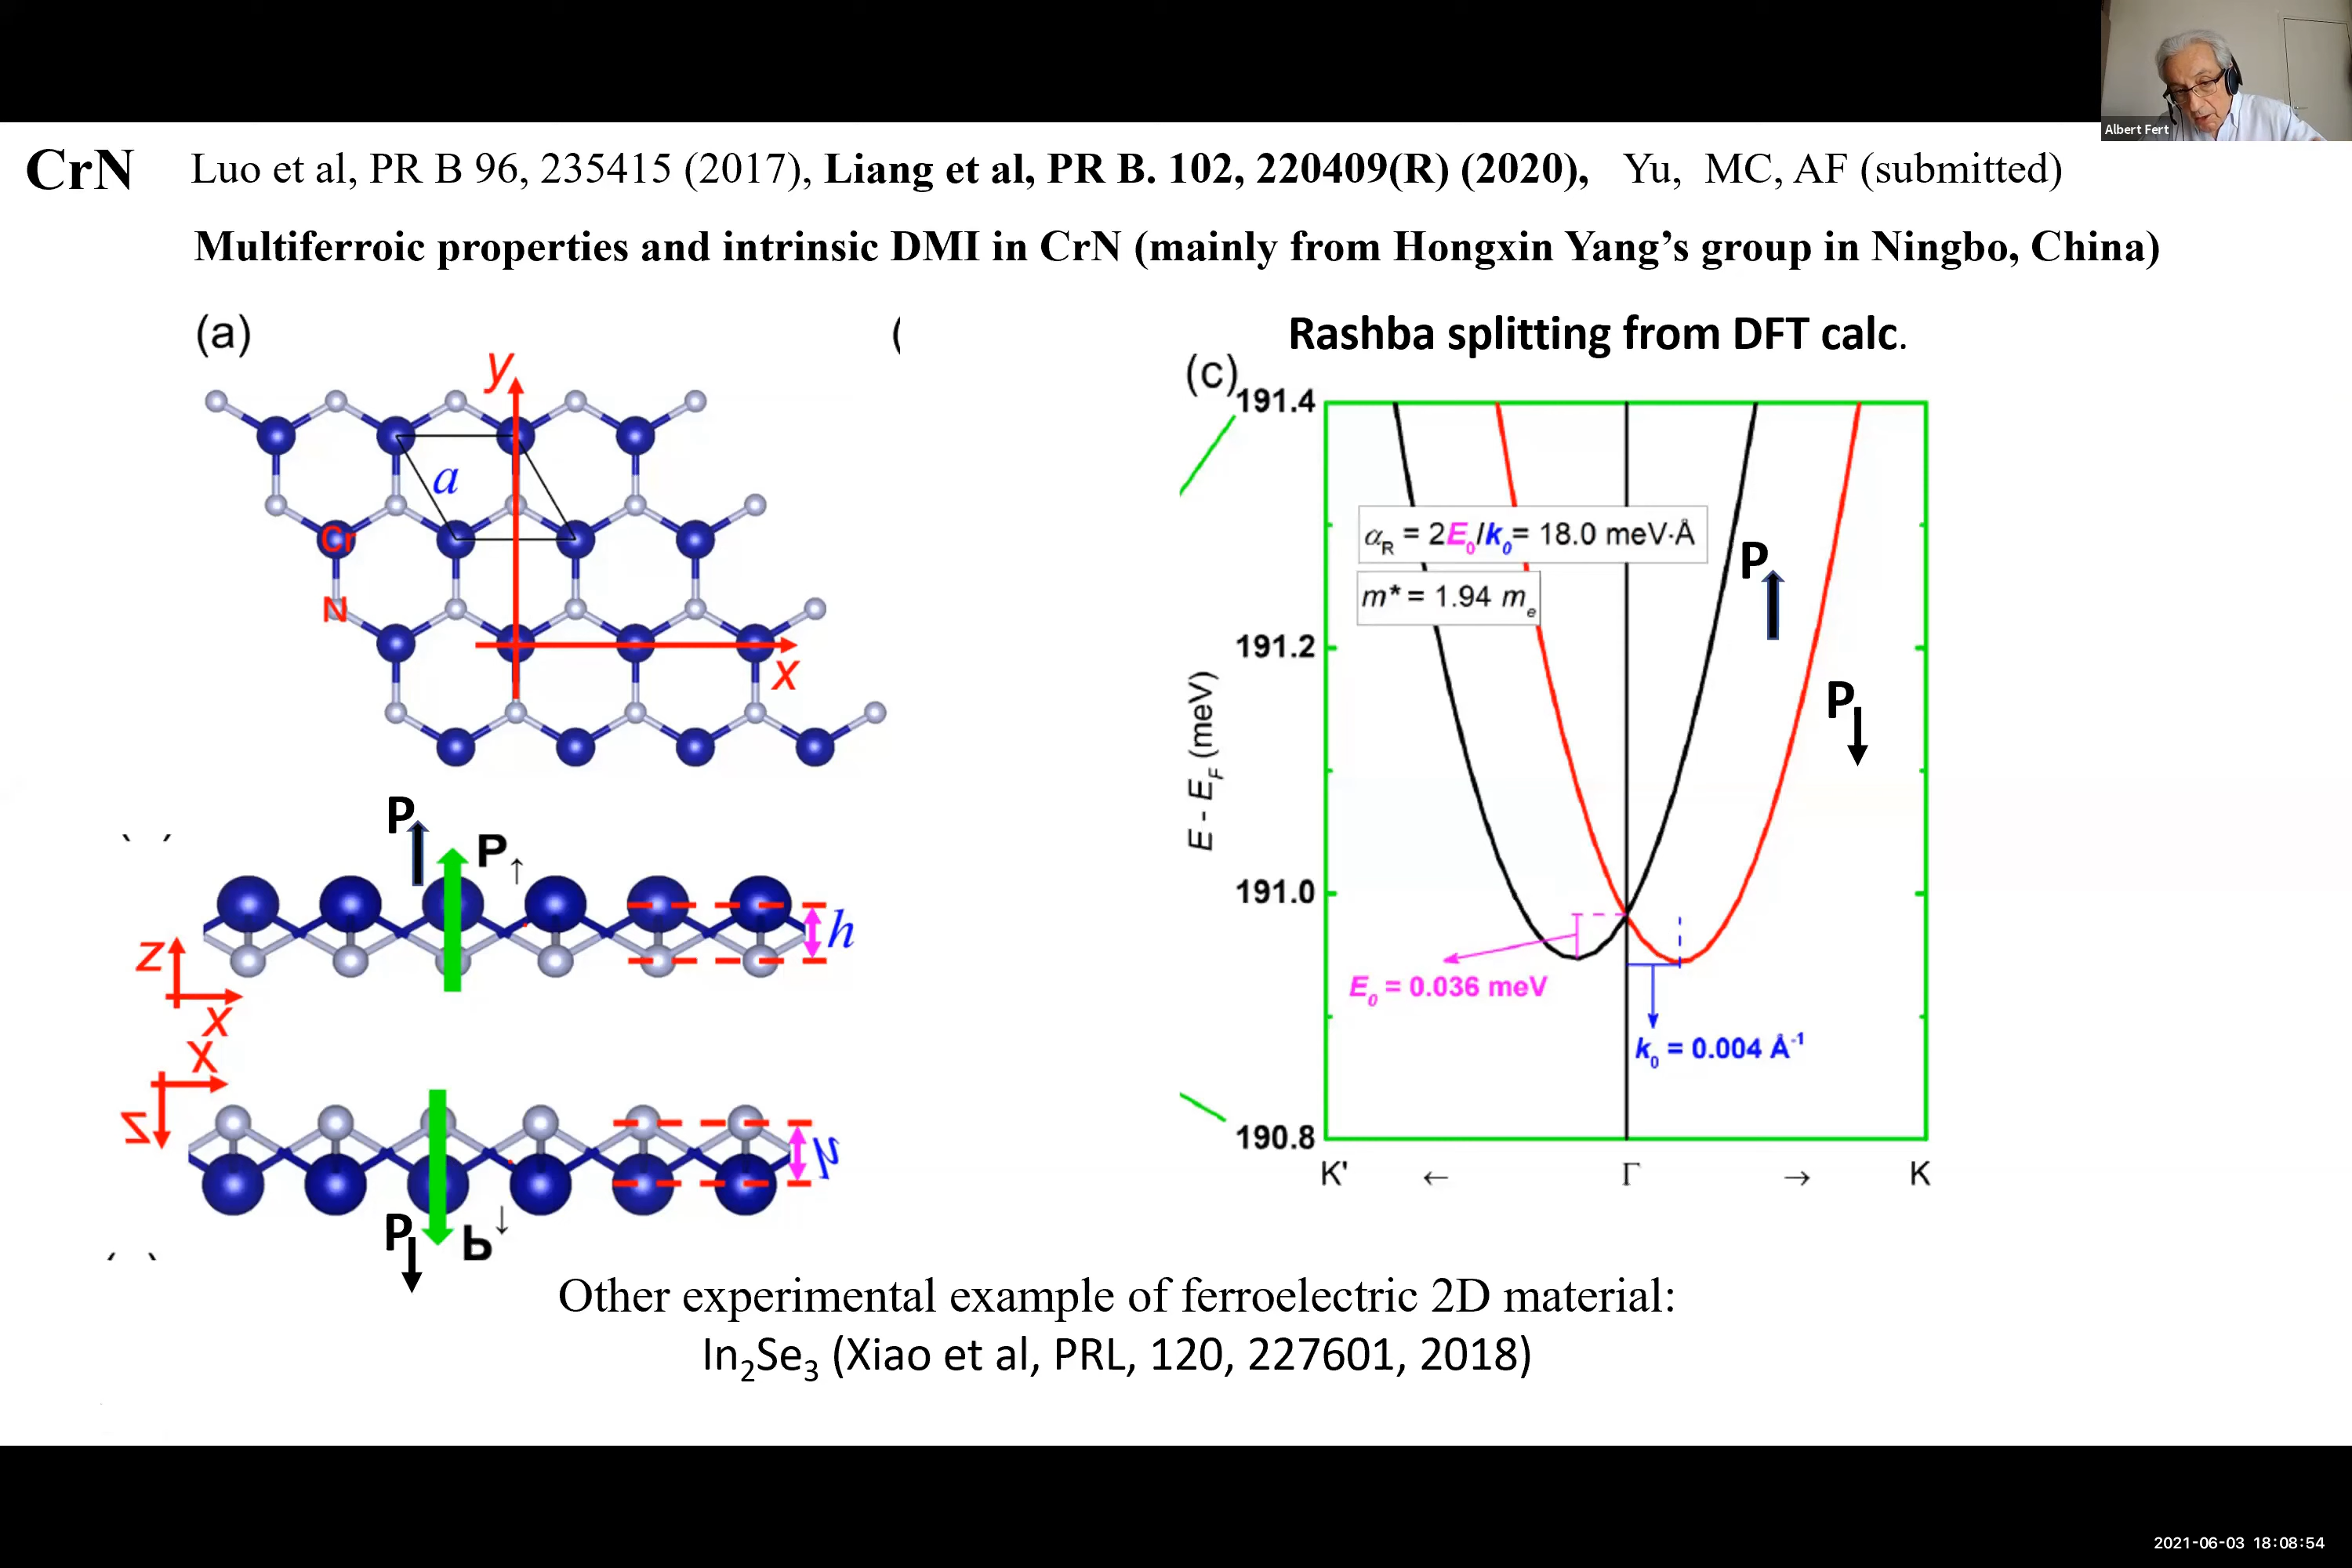 Albert Fert
CrN Luo et al, PR B 96, 235415 (2017), Liang et al, PR B. 102, 220409(R) (2020), Yu, MC, AF (submitted)
Multiferroic properties and intrinsic DMI in CrN (mainly from Hongxin Yang’s group in Ningbo, China)
(a)
(
y
a
Cr
N
x
P
P↑
h
z
x
x
z
h
P
P↓
Rashba splitting from DFT calc.
(c)
191.4
191.2
191.0
190.8
E - E_F (meV)
α_R = 2E₀/k₀ = 18.0 meV·Å
m* = 1.94 m_e
P
P
E₀ = 0.036 meV
k₀ = 0.004 Å⁻¹
K' ← Γ → K
Other experimental example of ferroelectric 2D material:
In₂Se₃ (Xiao et al, PRL, 120, 227601, 2018)
2021-06-03 18:08:54